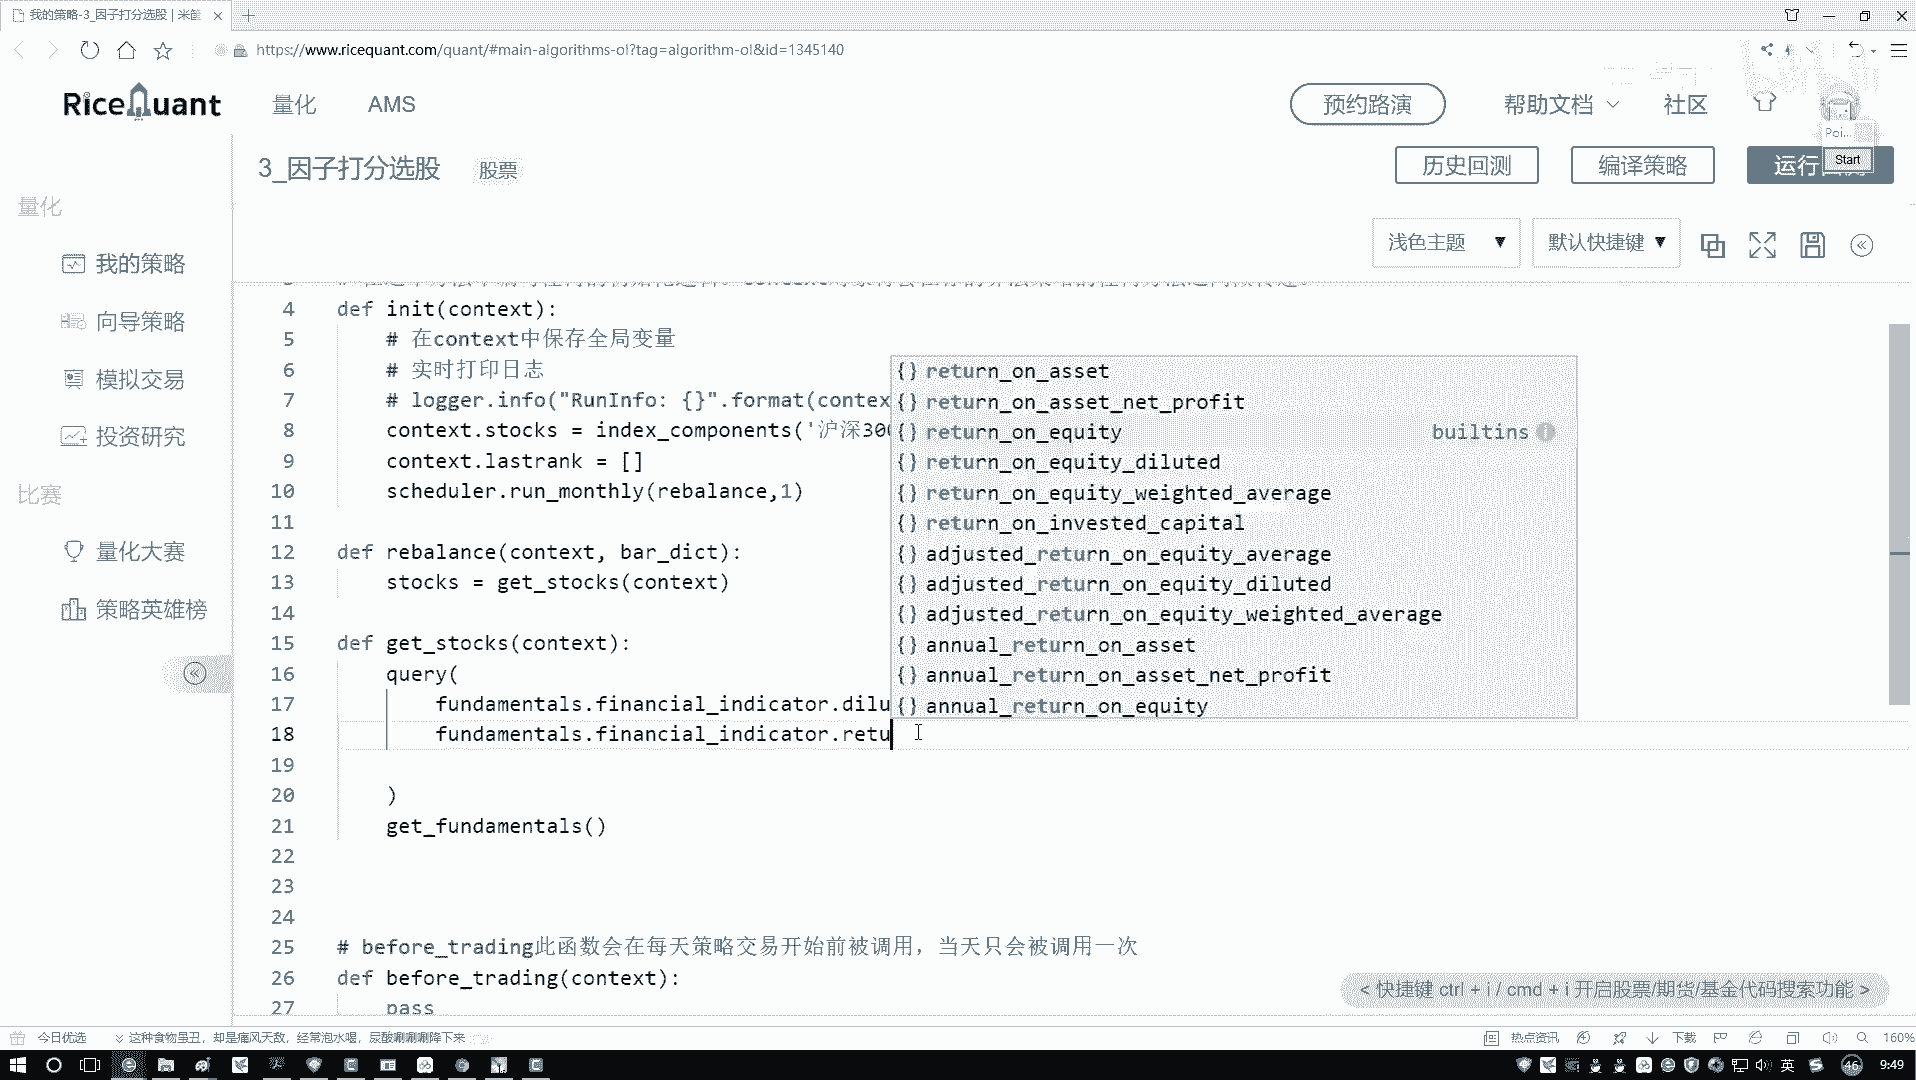 我的策略-3_因子打分选股 | 米筐
https://www.ricequant.com/quant/#main-algorithms-ol?tag=algorithm-ol&id=1345140
RiceQuant 量化 AMS 预约路演 帮助文档 社区
Poi...
Start
3_因子打分选股 股票 历史回测 编译策略 运行
浅色主题 ▼ 默认快捷键 ▼
量化
我的策略
向导策略
模拟交易
投资研究
比赛
量化大赛
策略英雄榜
4 def init(context):
5 # 在context中保存全局变量
6 # 实时打印日志
7 # logger.info("RunInfo: {}".format(contex
8 context.stocks = index_components('沪深30
9 context.lastrank = []
10 scheduler.run_monthly(rebalance,1)
11
12 def rebalance(context, bar_dict):
13 stocks = get_stocks(context)
14
15 def get_stocks(context):
16 query(
17 fundamentals.financial_indicator.dilu
18 fundamentals.financial_indicator.retu
19
20 )
21 get_fundamentals()
22
23
24
25 # before_trading此函数会在每天策略交易开始前被调用，当天只会被调用一次
26 def before_trading(context):
27 pass
{} return_on_asset
{} return_on_asset_net_profit
{} return_on_equity builtins
{} return_on_equity_diluted
{} return_on_equity_weighted_average
{} return_on_invested_capital
{} adjusted_return_on_equity_average
{} adjusted_return_on_equity_diluted
{} adjusted_return_on_equity_weighted_average
{} annual_return_on_asset
{} annual_return_on_asset_net_profit
{} annual_return_on_equity
< 快捷键 ctrl + i / cmd + i 开启股票/期货/基金代码搜索功能 >
今日优选 这种食物虽丑，却是痛风天敌，经常泡水喝，尿酸唰唰唰降下来 热点资讯 下载 160%
英 46 9:49